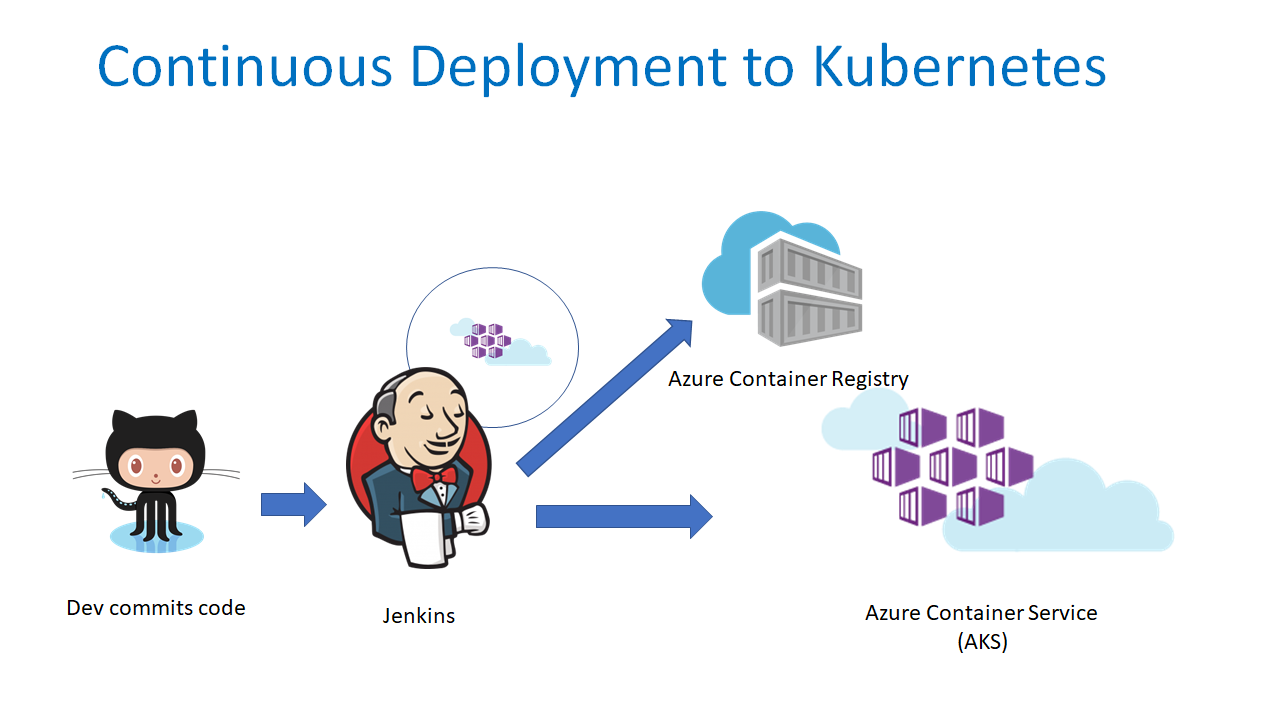 Continuous Deployment to Kubernetes
Azure Container Registry
Dev commits code
Jenkins
Azure Container Service
(AKS)